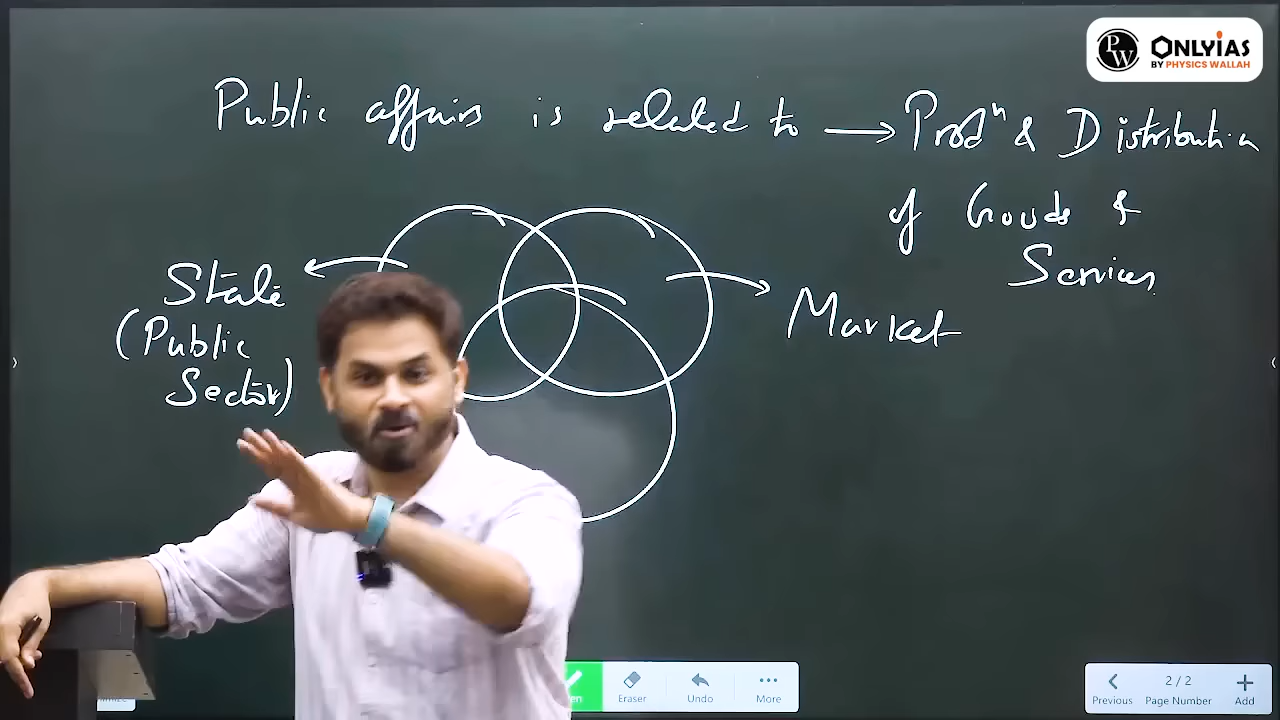 PW ONLYIAS
BY PHYSICS WALLAH
Public affairs is related to → Prodⁿ & Distribution
of Goods &
Services
State
(Public
Sector)
Market
Eraser
Undo
More
Previous
2 / 2
Page Number
Add